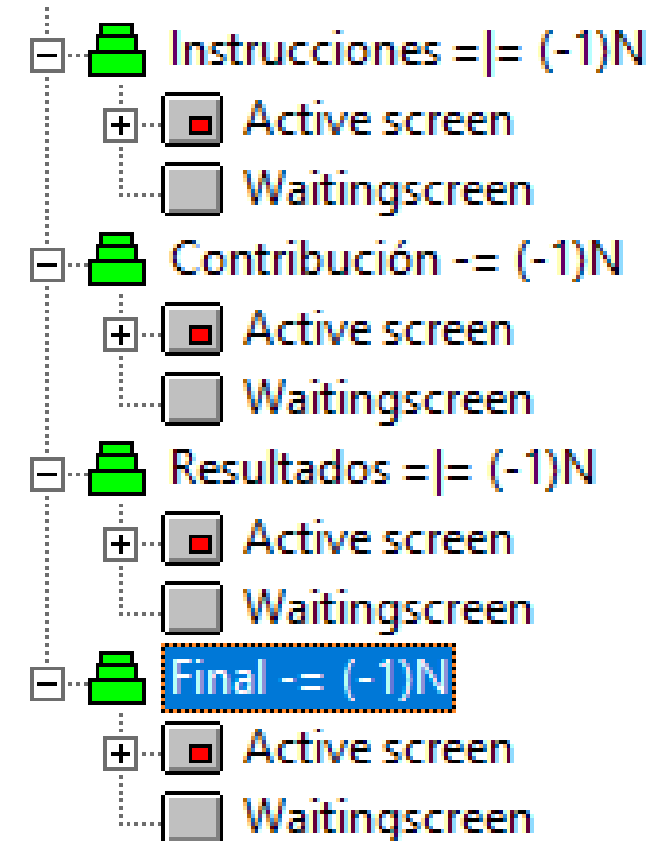 Instrucciones =|= (-1)N
Active screen
Waitingscreen
Contribución -= (-1)N
Active screen
Waitingscreen
Resultados =|= (-1)N
Active screen
Waitingscreen
Final -= (-1)N
Active screen
Waitingscreen